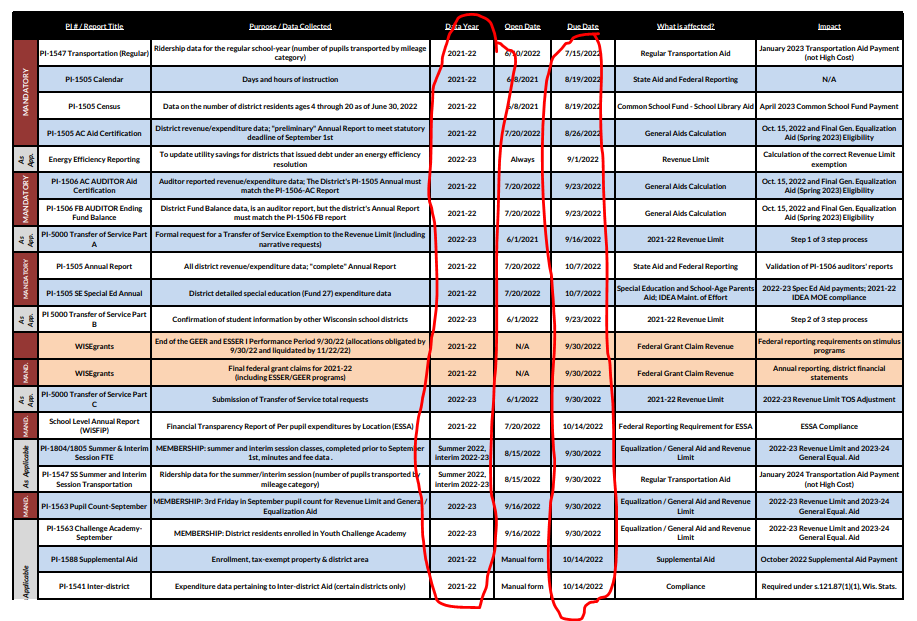 PI # / Report Title Purpose / Data Collected Data Year Open Date Due Date What is affected? Impact
MANDATORY
PI-1547 Transportation (Regular) Ridership data for the regular school-year (number of pupils transported by mileage category) 2021-22 6/10/2022 7/15/2022 Regular Transportation Aid January 2023 Transportation Aid Payment (not High Cost)
PI-1505 Calendar Days and hours of instruction 2021-22 6/8/2021 8/19/2022 State Aid and Federal Reporting N/A
PI-1505 Census Data on the number of district residents ages 4 through 20 as of June 30, 2022 2021-22 6/8/2021 8/19/2022 Common School Fund - School Library Aid April 2023 Common School Fund Payment
PI-1505 AC Aid Certification District revenue/expenditure data; "preliminary" Annual Report to meet statutory deadline of September 1st 2021-22 7/20/2022 8/26/2022 General Aids Calculation Oct. 15, 2022 and Final Gen. Equalization Aid (Spring 2023) Eligibility
As App.
Energy Efficiency Reporting To update utility savings for districts that issued debt under an energy efficiency resolution 2022-23 Always 9/1/2022 Revenue Limit Calculation of the correct Revenue Limit exemption
MANDATORY
PI-1506 AC AUDITOR Aid Certification Auditor reported revenue/expenditure data; The District's PI-1505 Annual must match the PI-1506-AC Report 2021-22 7/20/2022 9/23/2022 General Aids Calculation Oct. 15, 2022 and Final Gen. Equalization Aid (Spring 2023) Eligibility
PI-1506 FB AUDITOR Ending Fund Balance District Fund Balance data, is an auditor report, but the district's Annual Report must match the PI-1506 FB report 2021-22 7/20/2022 9/23/2022 General Aids Calculation Oct. 15, 2022 and Final Gen. Equalization Aid (Spring 2023) Eligibility
As App.
PI-5000 Transfer of Service Part A Formal request for a Transfer of Service Exemption to the Revenue Limit (including narrative requests) 2022-23 6/1/2021 9/16/2022 2021-22 Revenue Limit Step 1 of 3 step process
MANDATORY
PI-1505 Annual Report All district revenue/expenditure data; "complete" Annual Report 2021-22 7/20/2022 10/7/2022 State Aid and Federal Reporting Validation of PI-1506 auditors' reports
PI-1505 SE Special Ed Annual District detailed special education (Fund 27) expenditure data 2021-22 7/20/2022 10/7/2022 Special Education and School-Age Parents Aid; IDEA Maint. of Effort 2022-23 Spec Ed Aid payments; 2021-22 IDEA MOE compliance
As App.
PI 5000 Transfer of Service Part B Confirmation of student information by other Wisconsin school districts 2022-23 6/1/2022 9/23/2022 2021-22 Revenue Limit Step 2 of 3 step process
WISEgrants End of the GEER and ESSER I Performance Period 9/30/22 (allocations obligated by 9/30/22 and liquidated by 11/22/22) 2021-22 N/A 9/30/2022 Federal Grant Claim Revenue Federal reporting requirements on stimulus programs
MAND.
WISEgrants Final federal grant claims for 2021-22 (including ESSER/GEER programs) 2021-22 N/A 9/30/2022 Federal Grant Claim Revenue Annual reporting, district financial statements
As App.
PI-5000 Transfer of Service Part C Submission of Transfer of Service total requests 2022-23 6/1/2022 9/30/2022 2021-22 Revenue Limit 2022-23 Revenue Limit TOS Adjustment
MAND.
School Level Annual Report (WiSFiP) Financial Transparency Report of Per pupil expenditures by Location (ESSA) 2021-22 7/20/2022 10/14/2022 Federal Reporting Requirement for ESSA ESSA Compliance
As Applicable
PI-1804/1805 Summer & Interim Session FTE MEMBERSHIP: summer and interim session classes, completed prior to September 1st, minutes and fee data . Summer 2022, interim 2022-23 8/15/2022 9/30/2022 Equalization / General Aid and Revenue Limit 2022-23 Revenue Limit and 2023-24 General Equal. Aid
PI-1547 SS Summer and Interim Session Transportation Ridership data for the summer/interim session (number of pupils transported by mileage category) Summer 2022, interim 2022-23 8/15/2022 9/30/2022 Regular Transportation Aid January 2024 Transportation Aid Payment (not High Cost)
MAND.
PI-1563 Pupil Count-September MEMBERSHIP: 3rd Friday in September pupil count for Revenue Limit and General / Equalization Aid 2022-23 9/16/2022 9/30/2022 Equalization / General Aid and Revenue Limit 2022-23 Revenue Limit and 2023-24 General Equal. Aid
Applicable
PI-1563 Challenge Academy-September MEMBERSHIP: District residents enrolled in Youth Challenge Academy 2022-23 9/16/2022 9/30/2022 Equalization / General Aid and Revenue Limit 2022-23 Revenue Limit and 2023-24 General Equal. Aid
PI-1588 Supplemental Aid Enrollment, tax-exempt property & district area 2021-22 Manual form 10/14/2022 Supplemental Aid October 2022 Supplemental Aid Payment
PI-1541 Inter-district Expenditure data pertaining to Inter-district Aid (certain districts only) 2021-22 Manual form 10/14/2022 Compliance Required under s.121.87(1)(1), Wis. Stats.